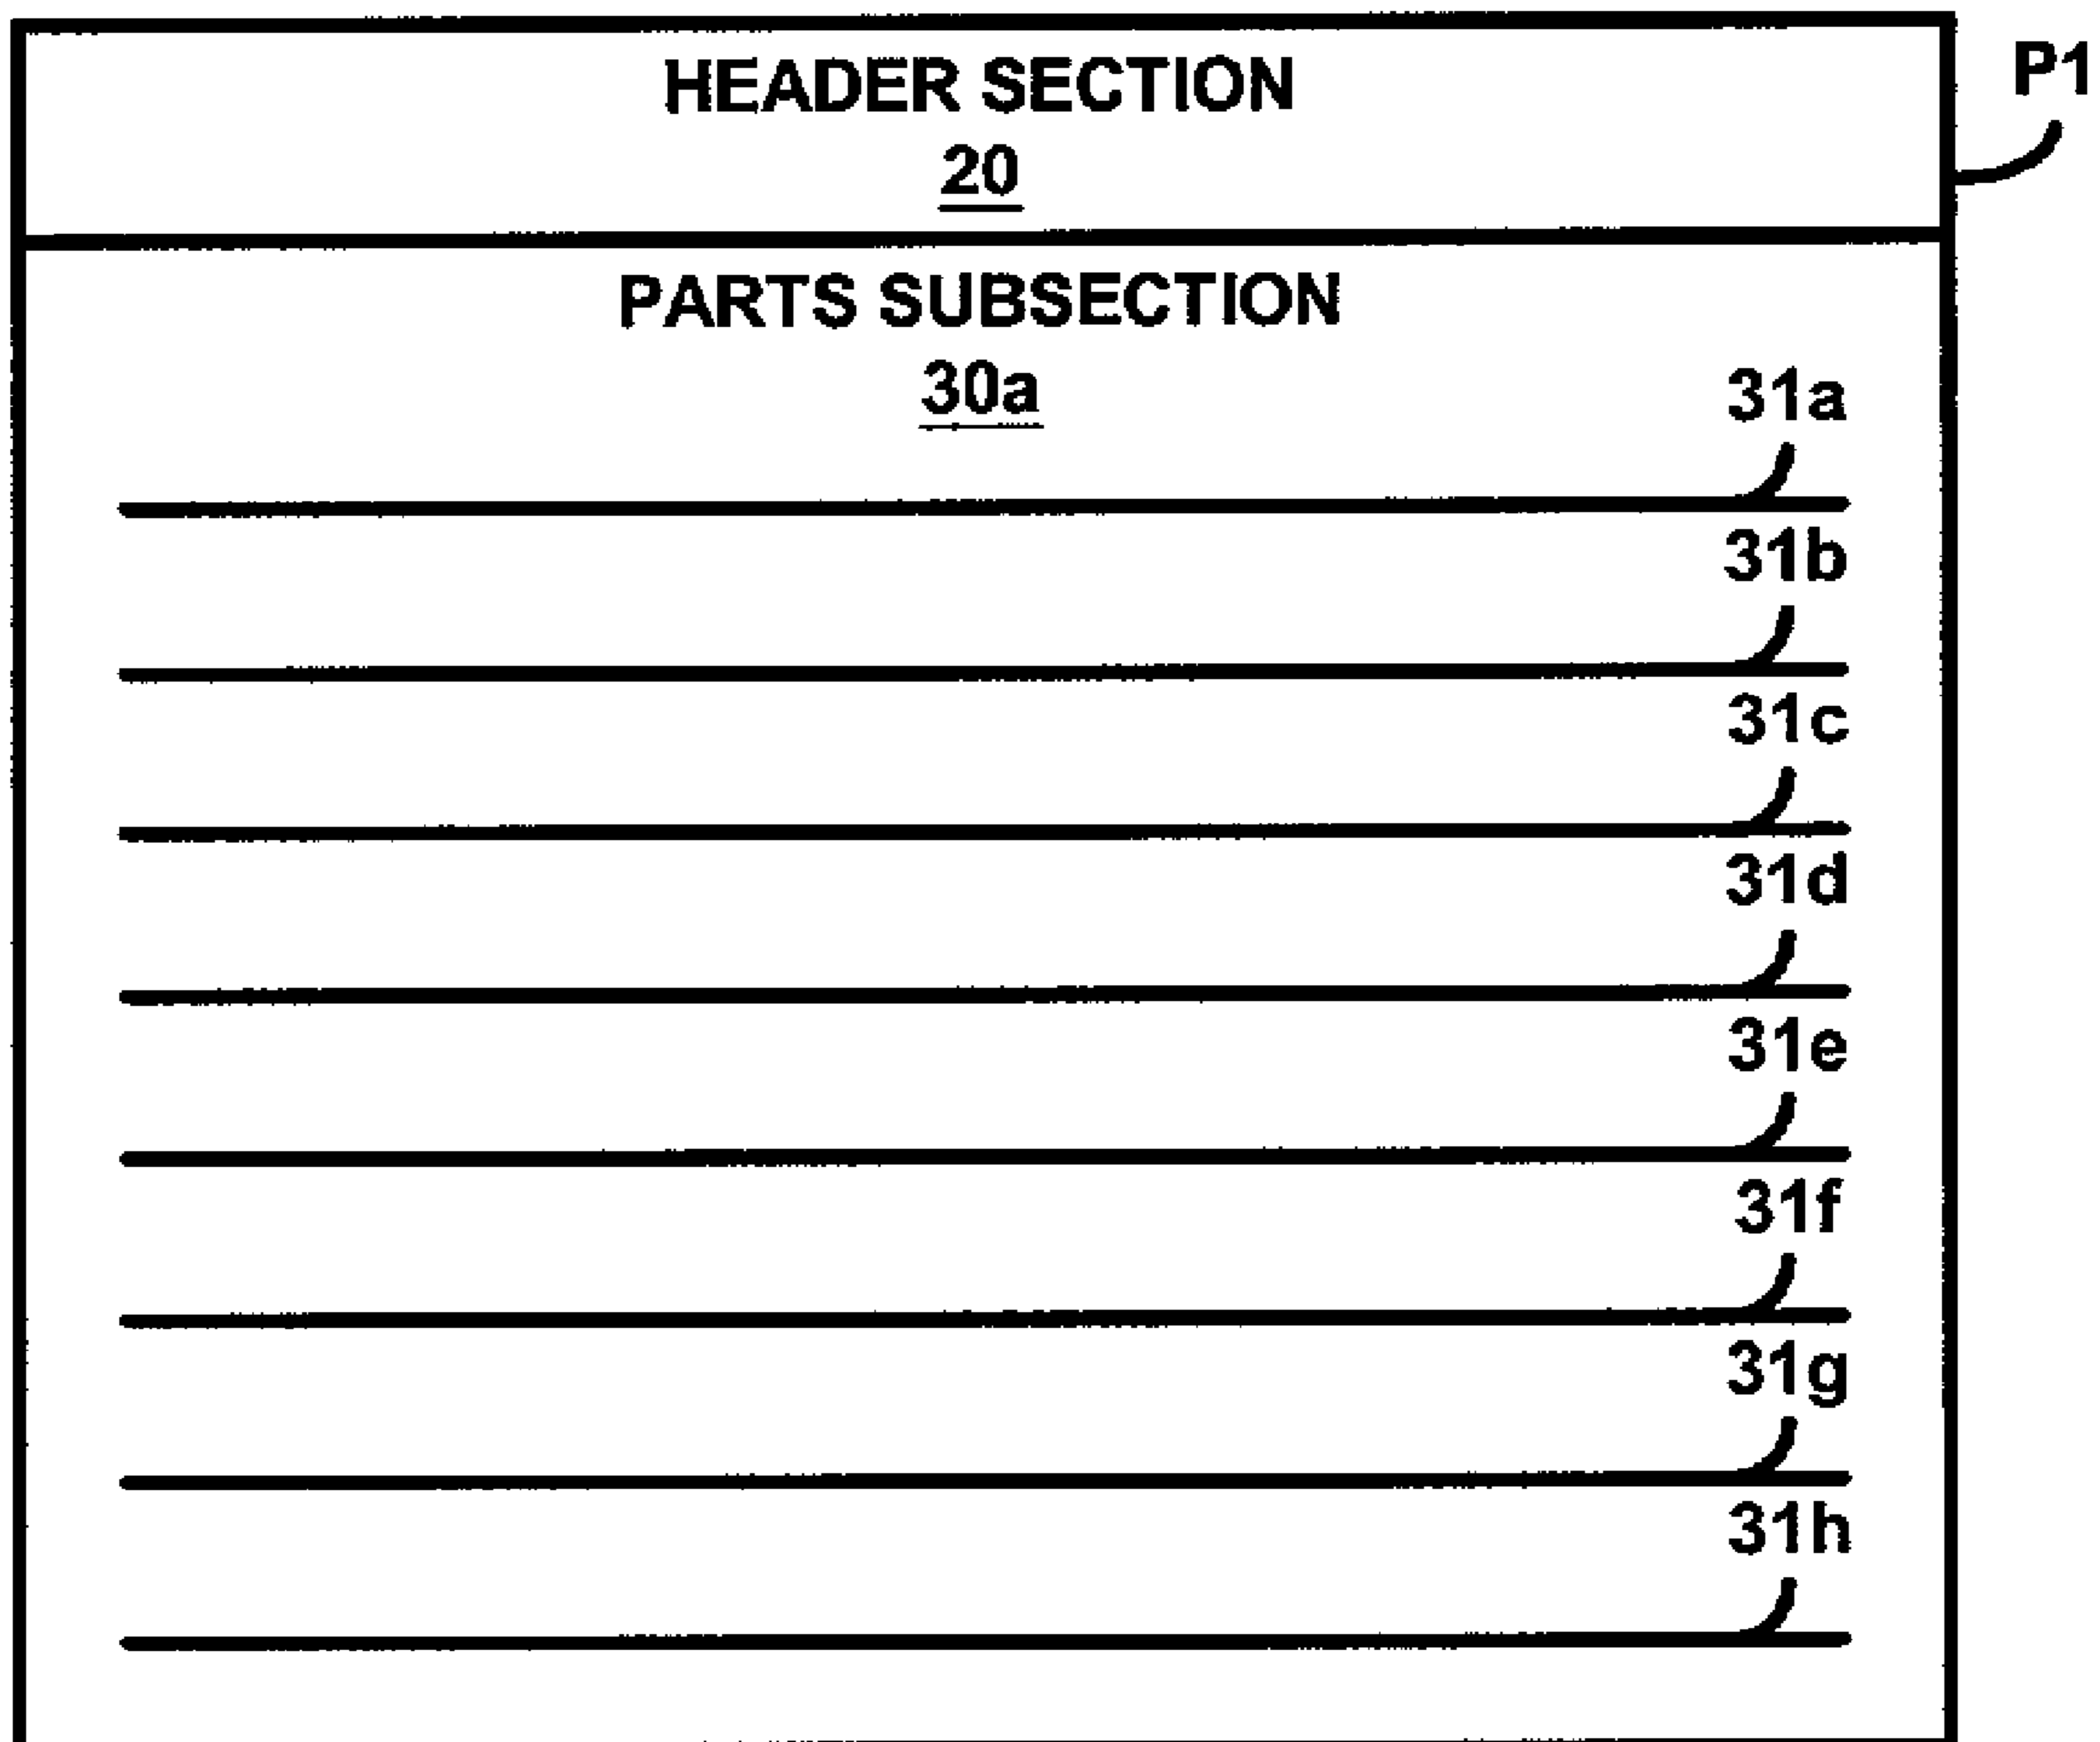 HEADER SECTION
P1
20
PARTS SUBSECTION
30a
31a
31b
31c
31d
31e
31f
31g
31h